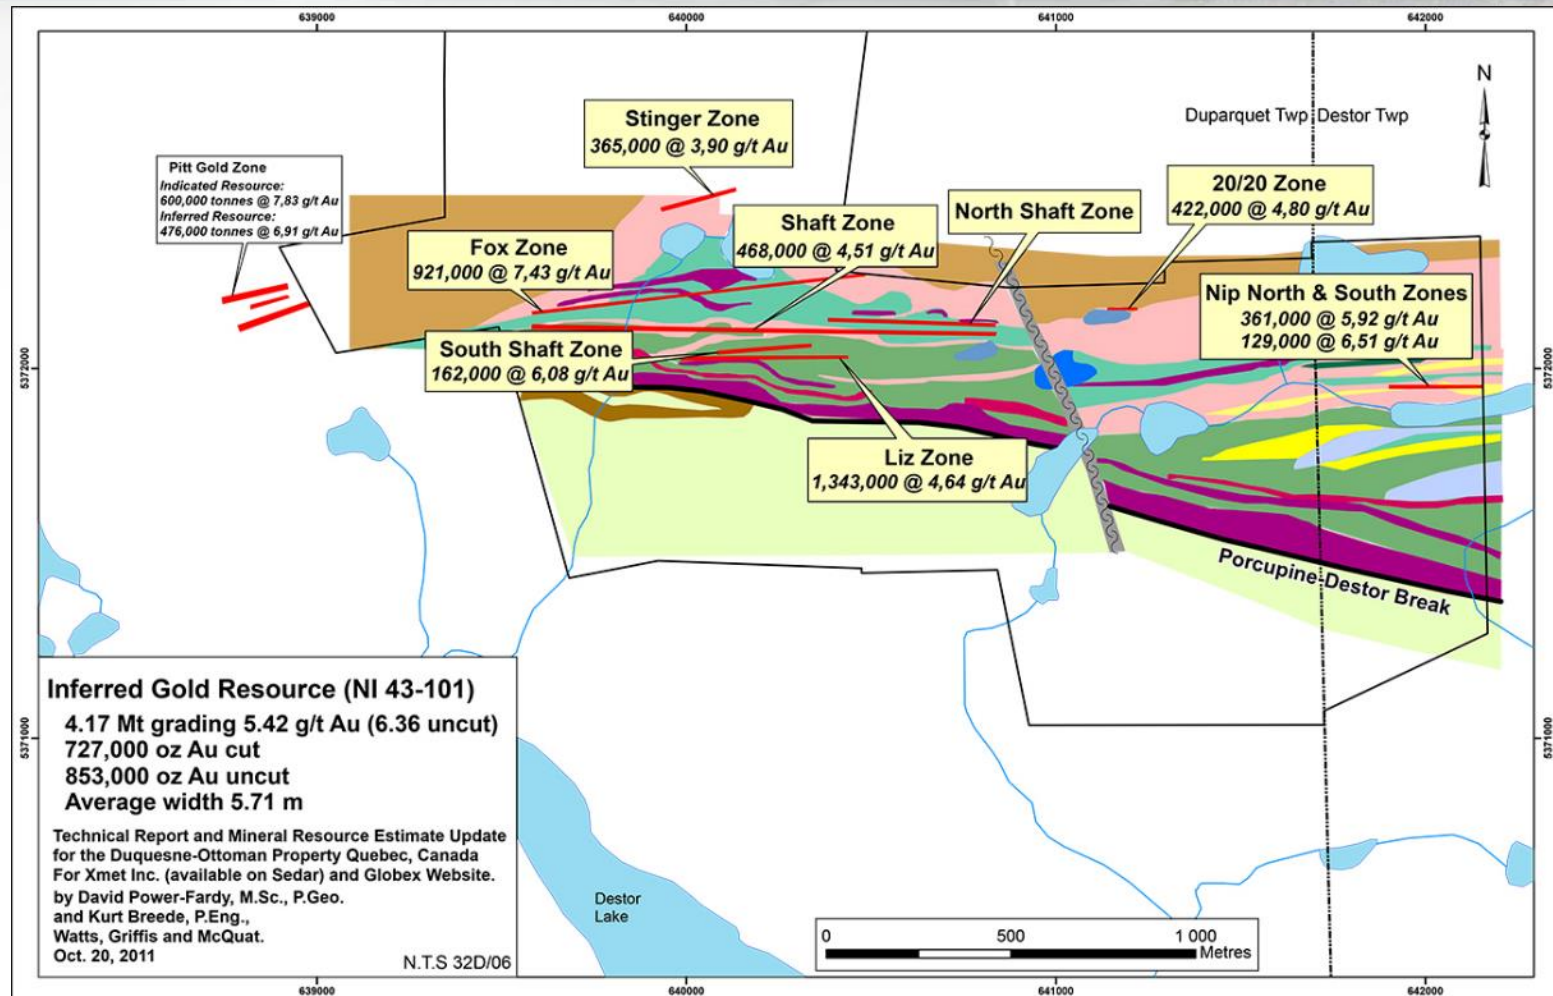 639000
640000
641000
642000
N
Duparquet Twp
Destor Twp
Stinger Zone
365,000 @ 3,90 g/t Au
Pitt Gold Zone
Indicated Resource:
600,000 tonnes @ 7,83 g/t Au
Inferred Resource:
476,000 tonnes @ 6,91 g/t Au
20/20 Zone
422,000 @ 4,80 g/t Au
North Shaft Zone
Shaft Zone
468,000 @ 4,51 g/t Au
Fox Zone
921,000 @ 7,43 g/t Au
Nip North & South Zones
361,000 @ 5,92 g/t Au
129,000 @ 6,51 g/t Au
South Shaft Zone
162,000 @ 6,08 g/t Au
5372000
5372000
Liz Zone
1,343,000 @ 4,64 g/t Au
Porcupine-Destor Break
Inferred Gold Resource (NI 43-101)
4.17 Mt grading 5.42 g/t Au (6.36 uncut)
727,000 oz Au cut
853,000 oz Au uncut
Average width 5.71 m
5371000
5371000
Technical Report and Mineral Resource Estimate Update
for the Duquesne-Ottoman Property Quebec, Canada
For Xmet Inc. (available on Sedar) and Globex Website.
by David Power-Fardy, M.Sc., P.Geo.
and Kurt Breede, P.Eng.,
Watts, Griffis and McQuat.
Oct. 20, 2011
N.T.S 32D/06
Destor
Lake
0
500
1 000
Metres
639000
640000
641000
642000